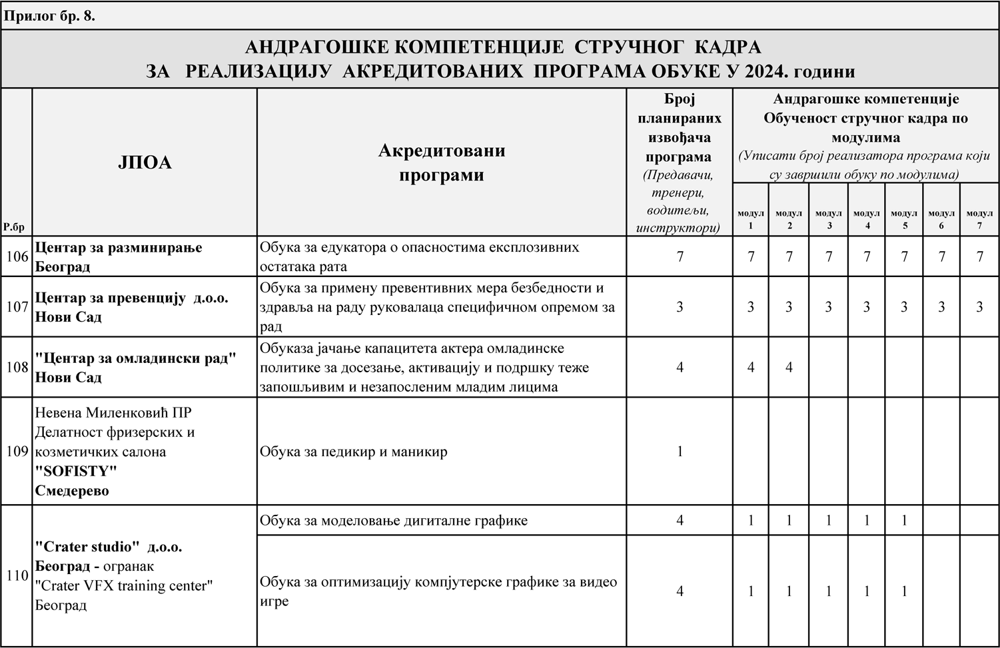 Прилог бр. 8.
АНДРАГОШКЕ КОМПЕТЕНЦИЈЕ СТРУЧНОГ КАДРА
ЗА РЕАЛИЗАЦИЈУ АКРЕДИТОВАНИХ ПРОГРАМА ОБУКЕ У 2024. години
Р.бр
ЈПОА
Акредитовани
програми
Број
планираних
извођача
програма
(Предавачи,
тренери,
водитељи,
инструктори)
Андрагошке компетенције
Обученост стручног кадра по
модулима
(Уписати број реализатора програма који
су завршили обуку по модулима)
модул
1
модул
2
модул
3
модул
4
модул
5
модул
6
модул
7
106
Центар за разминирање
Београд
Обука за едукатора о опасностима експлозивних
остатака рата
7 7 7 7 7 7 7 7
107
Центар за превенцију д.о.о.
Нови Сад
Обука за примену превентивних мера безбедности и
здравља на раду руковалаца специфичном опремом за
рад
3 3 3 3 3 3 3 3
108
"Центар за омладински рад"
Нови Сад
Обуказа јачање капацитета актера омладинске
политике за досезање, активацију и подршку теже
запошљивим и незапосленим младим лицима
4 4 4
109
Невена Миленковић ПР
Делатност фризерских и
козметичких салона
"SOFISTY"
Смедерево
Обука за педикир и маникир
1
110
"Crater studio" д.о.о.
Београд - огранак
"Crater VFX training center"
Београд
Обука за моделовање дигиталне графике
4 1 1 1 1 1
Обука за оптимизацију компјутерске графике за видео
игре
4 1 1 1 1 1